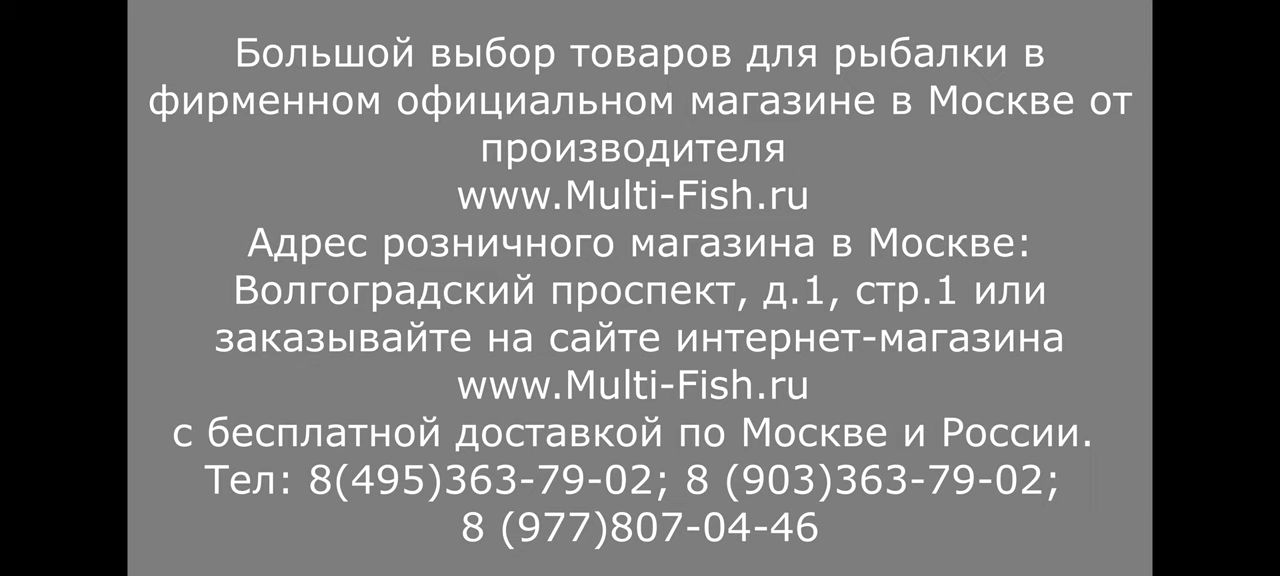 Большой выбор товаров для рыбалки в
фирменном официальном магазине в Москве от
производителя
www.Multi-Fish.ru
Адрес розничного магазина в Москве:
Волгоградский проспект, д.1, стр.1 или
заказывайте на сайте интернет-магазина
www.Multi-Fish.ru
с бесплатной доставкой по Москве и России.
Тел: 8(495)363-79-02; 8 (903)363-79-02;
8 (977)807-04-46